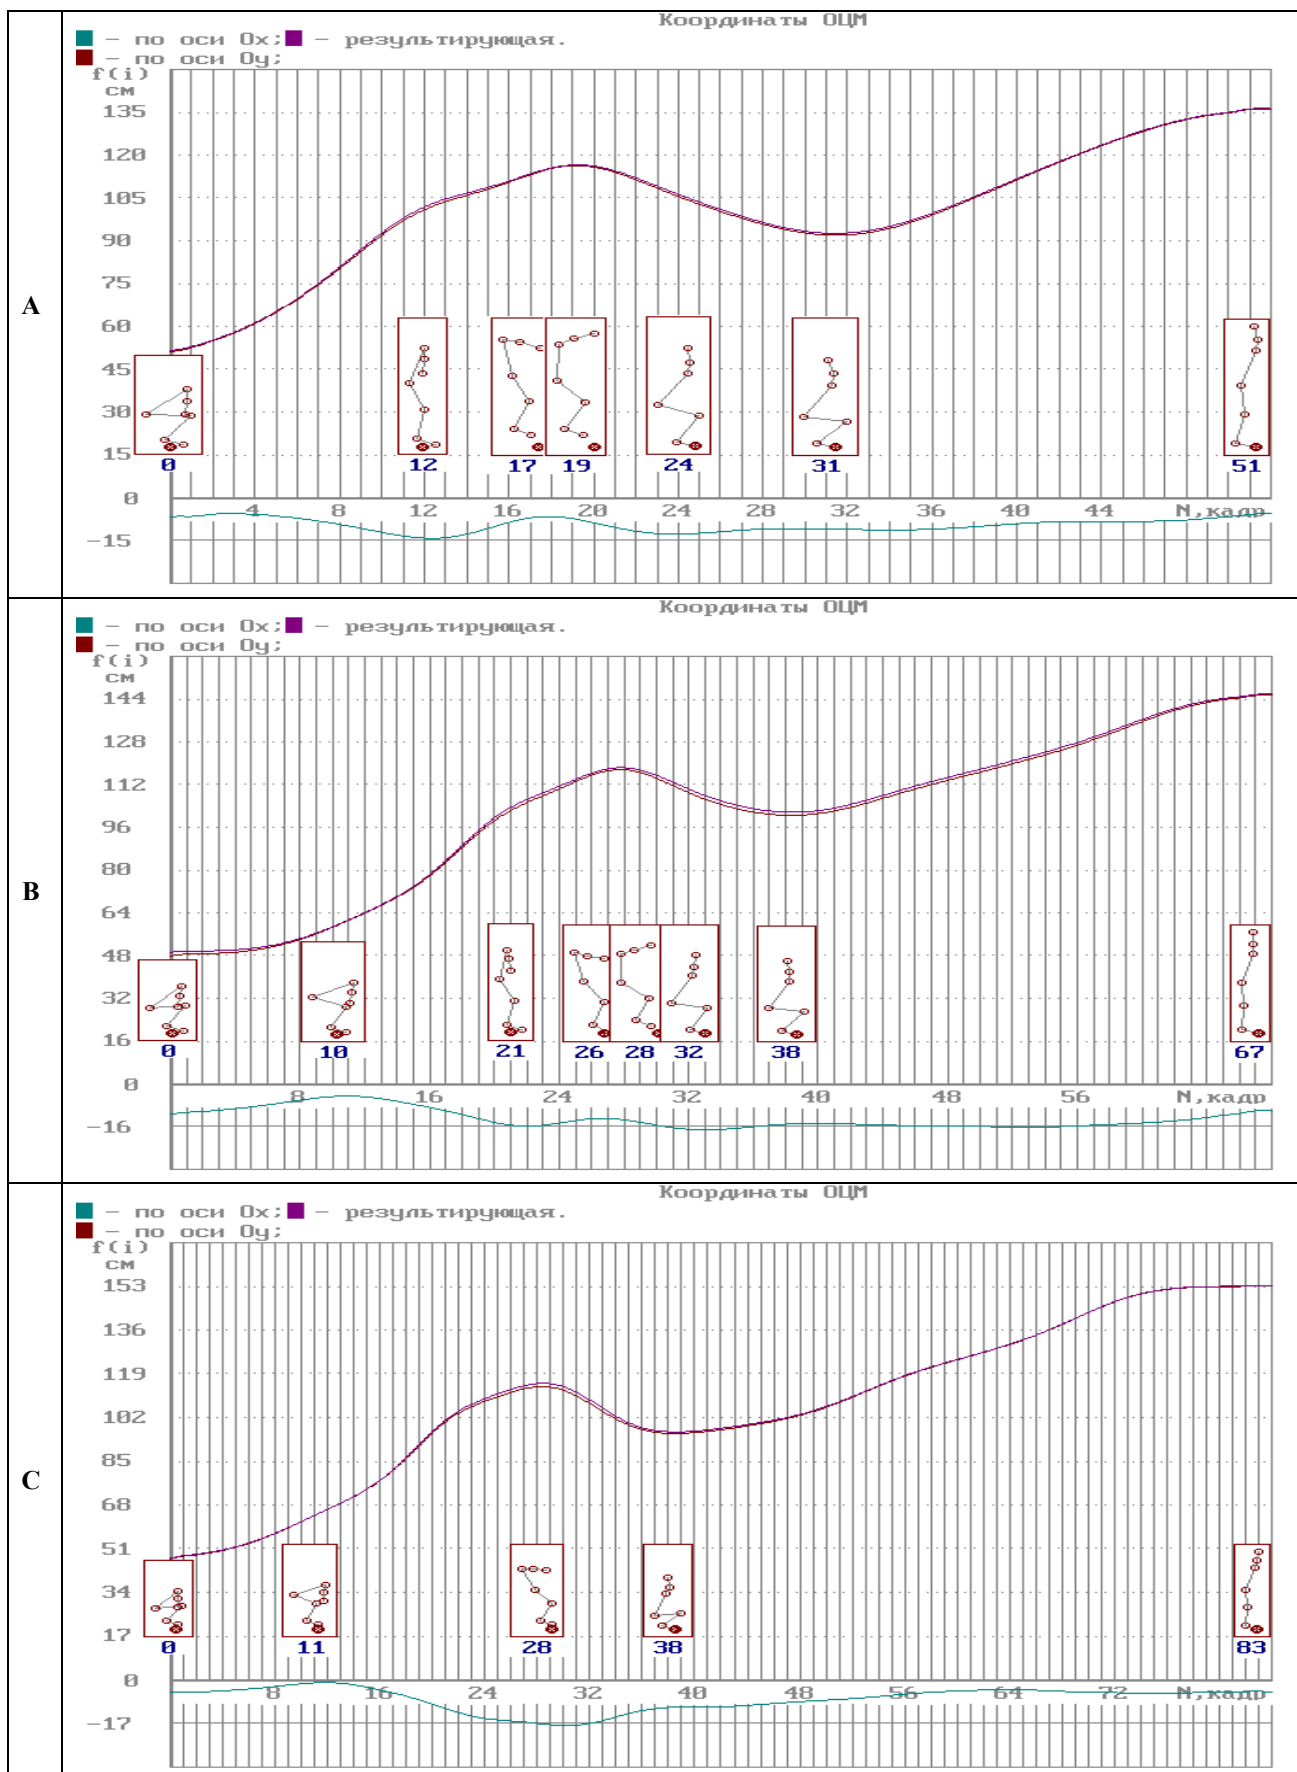 Координаты ОЦМ
– по оси Ox; – результирующая.
– по оси Oy;
f(i)
см
135
120
105
90
75
60
45
30
15
0
-15
0 12 17 19 24 31 51
4 8 12 16 20 24 28 32 36 40 44 N,кадр
A
Координаты ОЦМ
– по оси Ox; – результирующая.
– по оси Oy;
f(i)
см
144
128
112
96
80
64
48
32
16
0
-16
0 10 21 26 28 32 38 67
8 16 24 32 40 48 56 N,кадр
B
Координаты ОЦМ
– по оси Ox; – результирующая.
– по оси Oy;
f(i)
см
153
136
119
102
85
68
51
34
17
0
-17
0 11 28 38 83
8 16 24 32 40 48 56 64 72 N,кадр
C